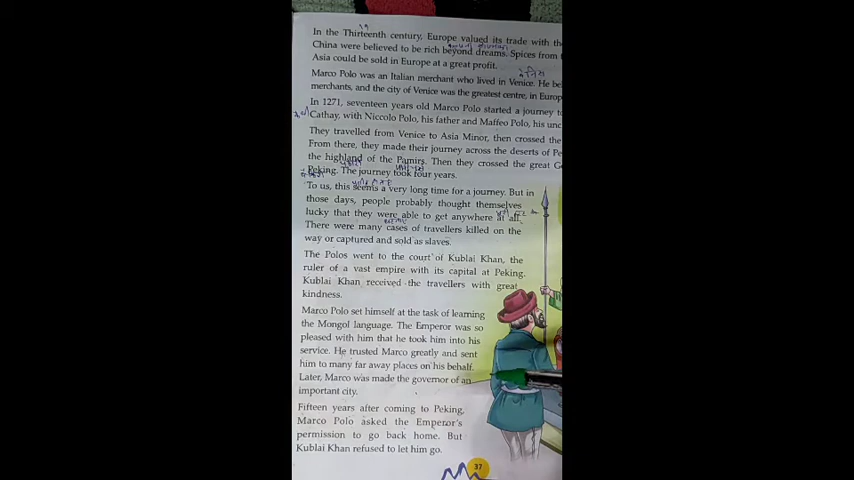 In the Thirteenth century, Europe valued its trade with the
China were believed to be rich beyond dreams. Spices from
Asia could be sold in Europe at a great profit.
Marco Polo was an Italian merchant who lived in Venice. He be
merchants, and the city of Venice was the greatest centre, in Europ
In 1271, seventeen years old Marco Polo started a journey to
Cathay, with Niccolo Polo, his father and Maffeo Polo, his unc
They travelled from Venice to Asia Minor, then crossed the
From there, they made their journey across the deserts of Pe
the highland of the Pamirs. Then they crossed the great G
Peking. The journey took four years.
To us, this seems a very long time for a journey. But in
those days, people probably thought themselves
lucky that they were able to get anywhere at all.
There were many cases of travellers killed on the
way or captured and sold as slaves.
The Polos went to the court of Kublai Khan, the
ruler of a vast empire with its capital at Peking.
Kublai Khan received the travellers with great
kindness.
Marco Polo set himself at the task of learning
the Mongol language. The Emperor was so
pleased with him that he took him into his
service. He trusted Marco greatly and sent
him to many far away places on his behalf.
Later, Marco was made the governor of an
important city.
Fifteen years after coming to Peking,
Marco Polo asked the Emperor's
permission to go back home. But
Kublai Khan refused to let him go.
37